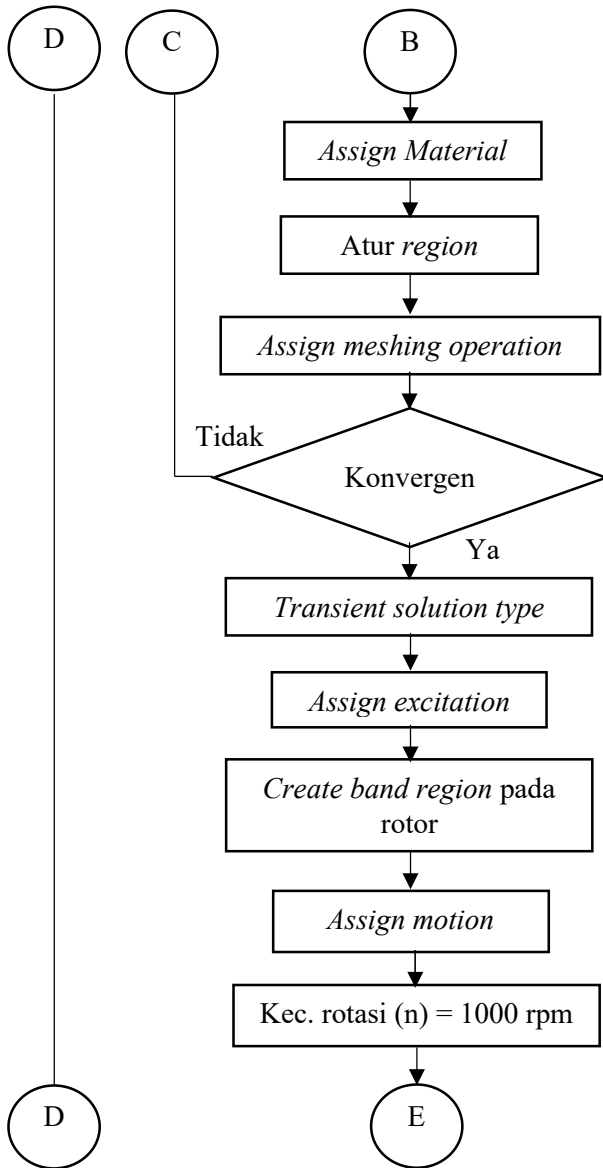 D
C
B
Assign Material
Atur region
Assign meshing operation
Tidak
Konvergen
Ya
Transient solution type
Assign excitation
Create band region pada
rotor
Assign motion
Kec. rotasi (n) = 1000 rpm
D
E